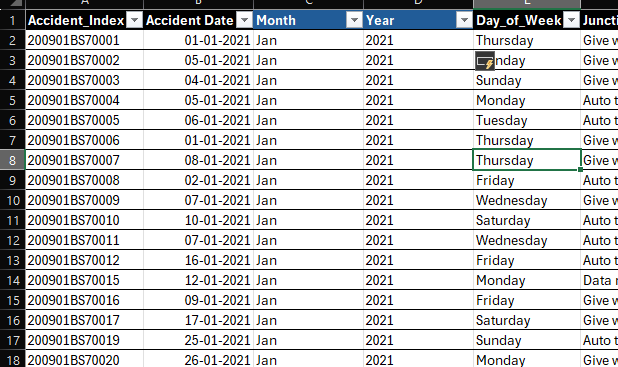 A B C D E
1 Accident_Index Accident Date Month Year Day_of_Week Juncti
2 200901BS70001 01-01-2021 Jan 2021 Thursday Give w
3 200901BS70002 05-01-2021 Jan 2021 nday Give w
4 200901BS70003 04-01-2021 Jan 2021 Sunday Give w
5 200901BS70004 05-01-2021 Jan 2021 Monday Auto t
6 200901BS70005 06-01-2021 Jan 2021 Tuesday Auto t
7 200901BS70006 01-01-2021 Jan 2021 Thursday Give w
8 200901BS70007 08-01-2021 Jan 2021 Thursday Give w
9 200901BS70008 02-01-2021 Jan 2021 Friday Auto t
10 200901BS70009 07-01-2021 Jan 2021 Wednesday Give w
11 200901BS70010 10-01-2021 Jan 2021 Saturday Auto t
12 200901BS70011 07-01-2021 Jan 2021 Wednesday Auto t
13 200901BS70012 16-01-2021 Jan 2021 Friday Auto t
14 200901BS70015 12-01-2021 Jan 2021 Monday Data r
15 200901BS70016 09-01-2021 Jan 2021 Friday Give w
16 200901BS70017 17-01-2021 Jan 2021 Saturday Give w
17 200901BS70019 25-01-2021 Jan 2021 Sunday Auto t
18 200901BS70020 26-01-2021 Jan 2021 Monday Give w